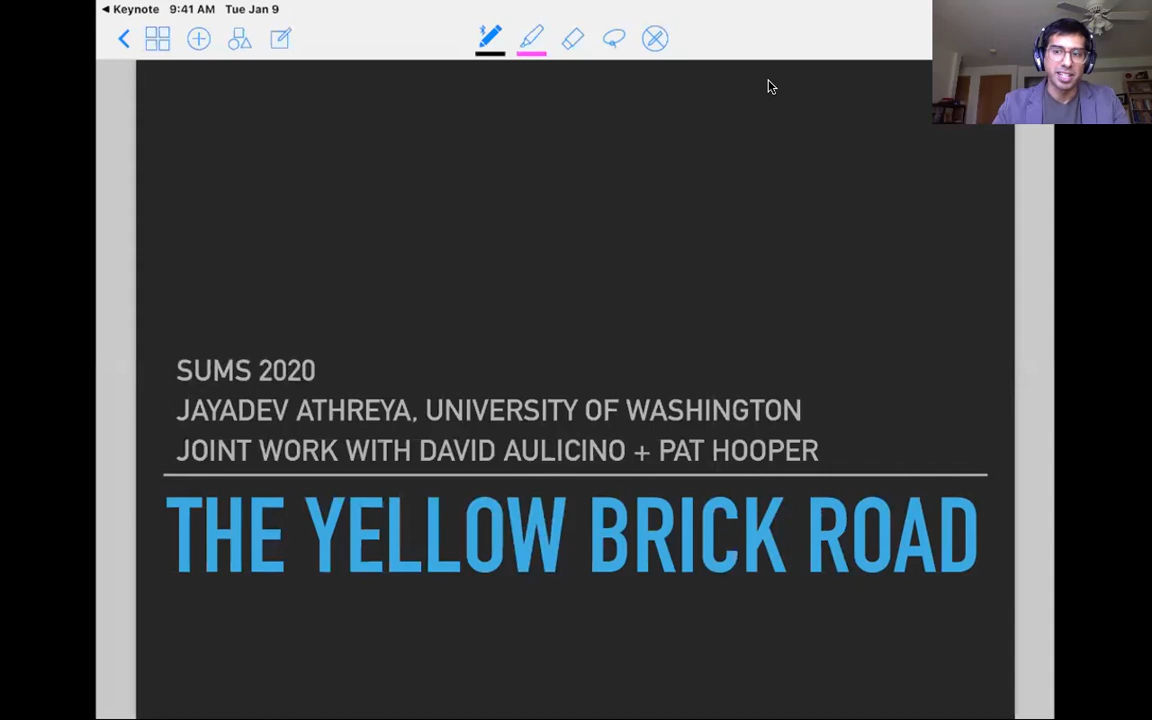 Keynote 9:41 AM Tue Jan 9
SUMS 2020
JAYADEV ATHREYA, UNIVERSITY OF WASHINGTON
JOINT WORK WITH DAVID AULICINO + PAT HOOPER
THE YELLOW BRICK ROAD